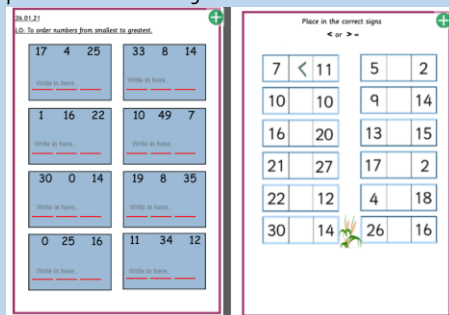 26.01.21
LO: To order numbers from smallest to greatest.
17 4 25
Write in here..
33 8 14
Write in here..
1 16 22
Write in here..
10 49 7
Write in here..
30 0 14
Write in here..
19 8 35
Write in here..
0 25 16
Write in here..
11 34 12
Write in here..
Place in the correct signs
< or > =
7 < 11
5 2
10 10
9 14
16 20
13 15
21 27
17 2
22 12
4 18
30 14
26 16